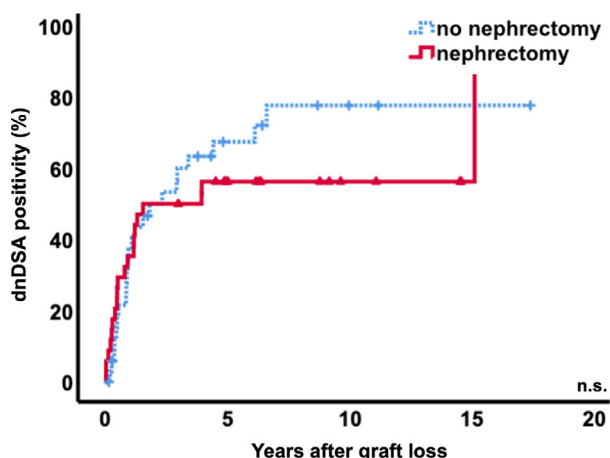 no nephrectomy
nephrectomy
dnDSA positivity (%)
100
80
60
40
20
0
n.s.
0 5 10 15 20
Years after graft loss